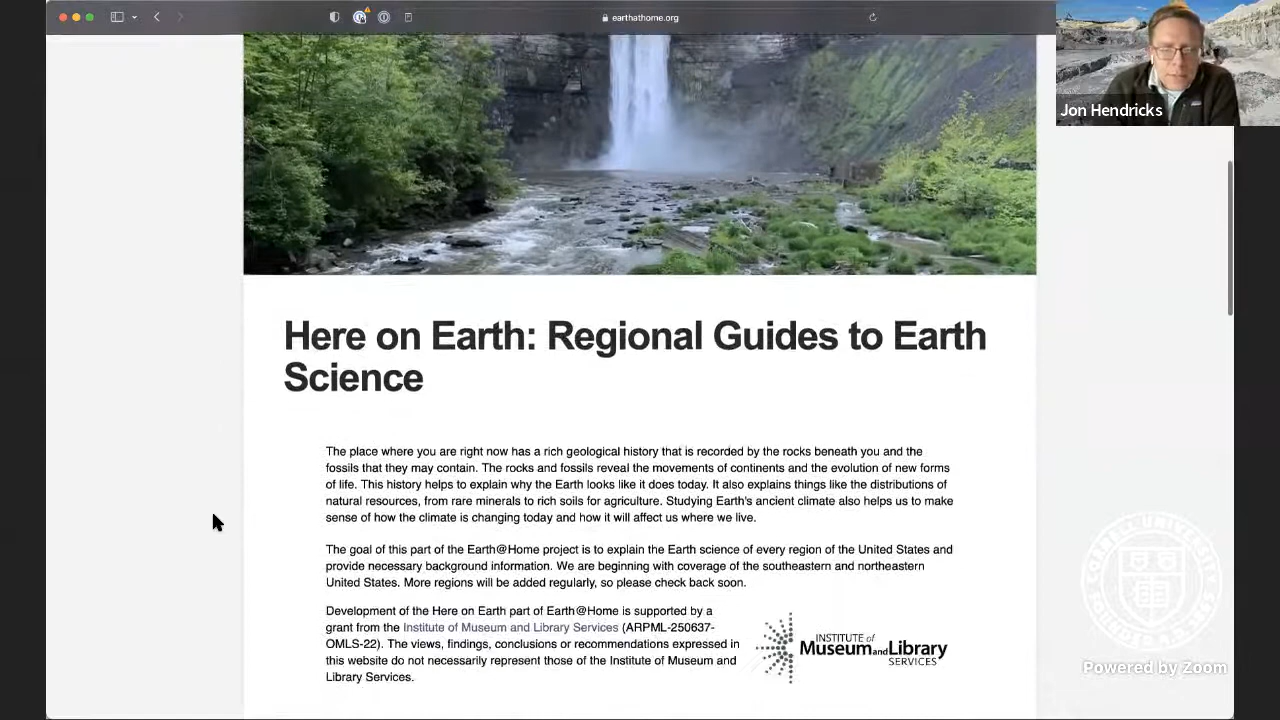 earthathome.org
Jon Hendricks
Here on Earth: Regional Guides to Earth
Science
The place where you are right now has a rich geological history that is recorded by the rocks beneath you and the
fossils that they may contain. The rocks and fossils reveal the movements of continents and the evolution of new forms
of life. This history helps to explain why the Earth looks like it does today. It also explains things like the distributions of
natural resources, from rare minerals to rich soils for agriculture. Studying Earth's ancient climate also helps us to make
sense of how the climate is changing today and how it will affect us where we live.
The goal of this part of the Earth@Home project is to explain the Earth science of every region of the United States and
provide necessary background information. We are beginning with coverage of the southeastern and northeastern
United States. More regions will be added regularly, so please check back soon.
Development of the Here on Earth part of Earth@Home is supported by a
grant from the Institute of Museum and Library Services (ARPML-250637-
OMLS-22). The views, findings, conclusions or recommendations expressed in
this website do not necessarily represent those of the Institute of Museum and
Library Services.
INSTITUTE of
Museum and Library
SERVICES
CORNELL UNIVERSITY
Powered by Zoom